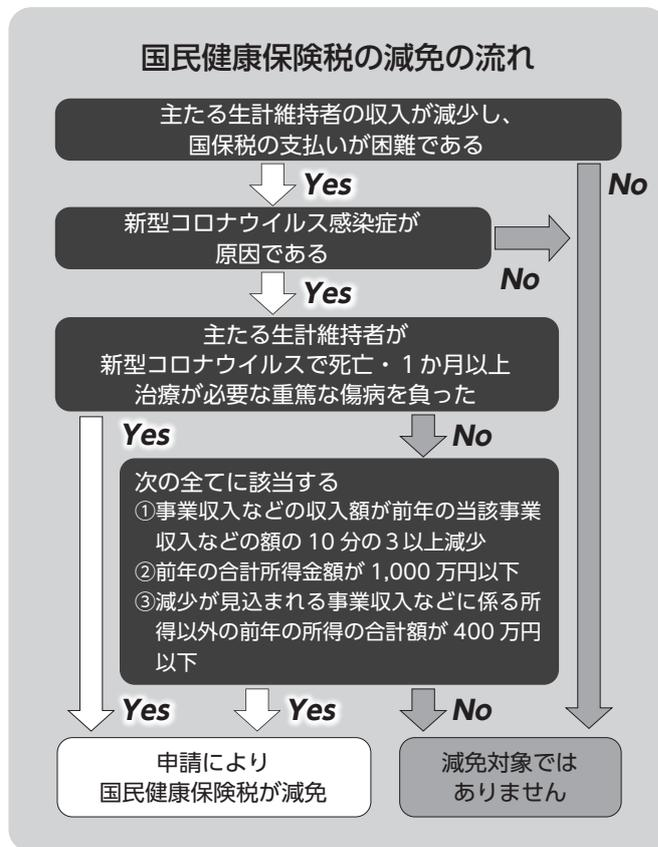 国民健康保険税の減免の流れ
主たる生計維持者の収入が減少し、
国保税の支払いが困難である
Yes
No
新型コロナウイルス感染症が
原因である
No
Yes
主たる生計維持者が
新型コロナウイルスで死亡・１か月以上
治療が必要な重篤な傷病を負った
Yes
No
次の全てに該当する
①事業収入などの収入額が前年の当該事業
収入などの額の 10 分の３以上減少
②前年の合計所得金額が 1,000 万円以下
③減少が見込まれる事業収入などに係る所
得以外の前年の所得の合計額が 400 万円
以下
Yes
Yes
No
申請により
国民健康保険税が減免
減免対象では
ありません